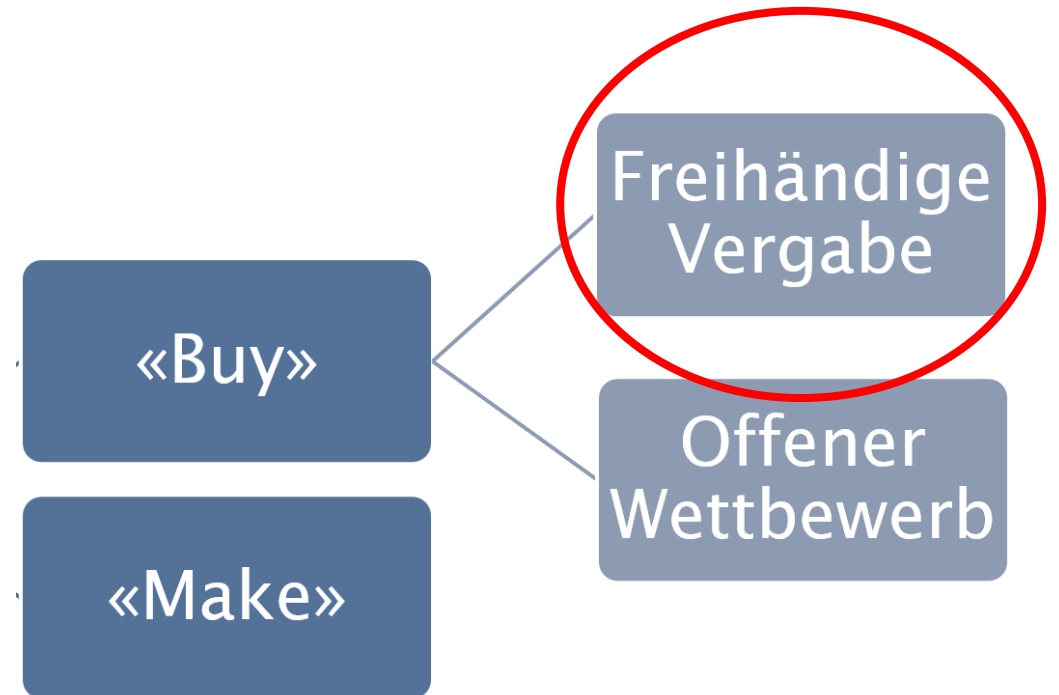 Freihändige
Vergabe
«Buy»
Offener
Wettbewerb
«Make»